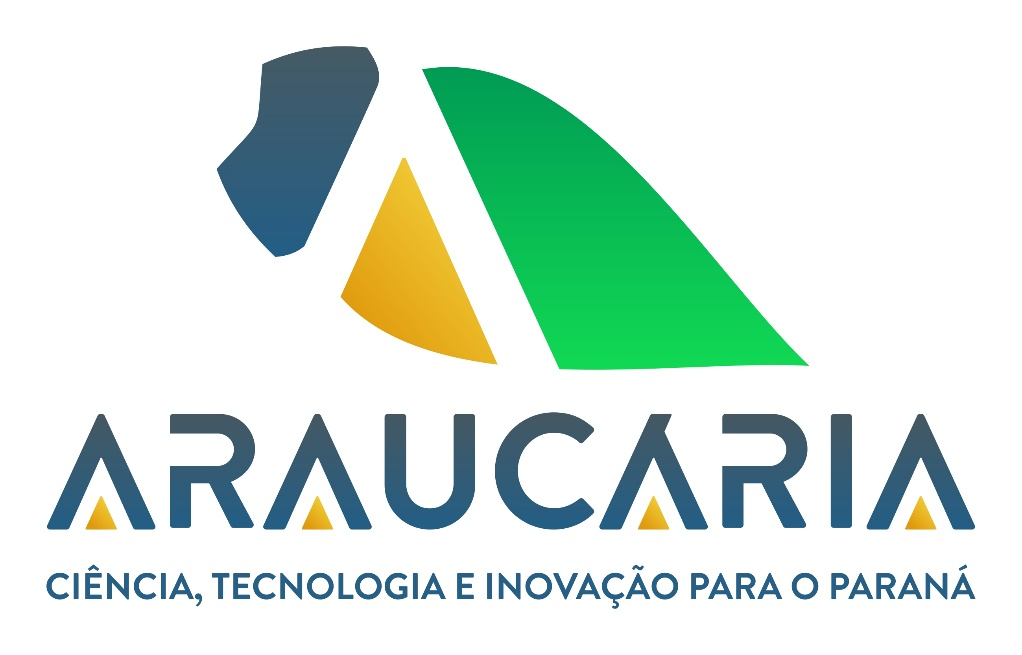 ARAUCÁRIA
CIÊNCIA, TECNOLOGIA E INOVAÇÃO PARA O PARANÁ